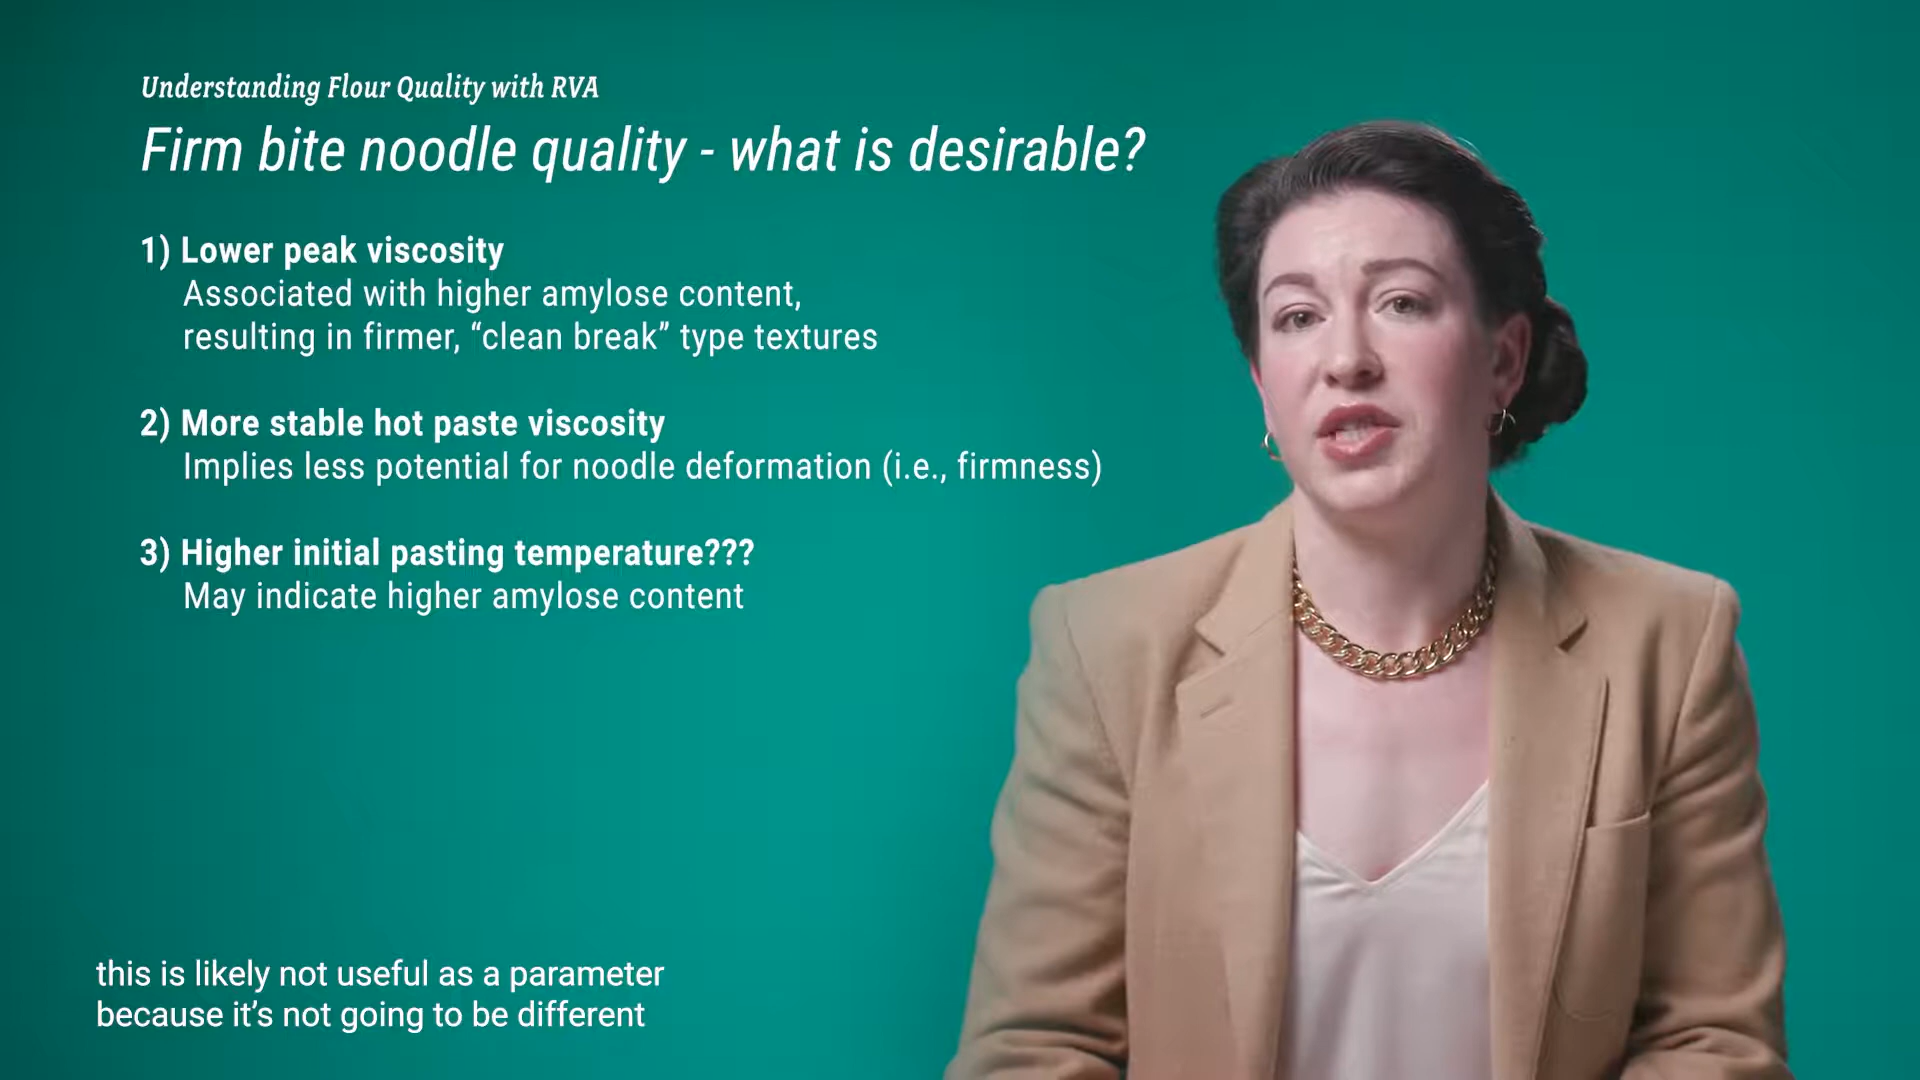 Understanding Flour Quality with RVA
Firm bite noodle quality - what is desirable?
1) Lower peak viscosity
Associated with higher amylose content,
resulting in firmer, “clean break” type textures
2) More stable hot paste viscosity
Implies less potential for noodle deformation (i.e., firmness)
3) Higher initial pasting temperature???
May indicate higher amylose content
this is likely not useful as a parameter
because it’s not going to be different